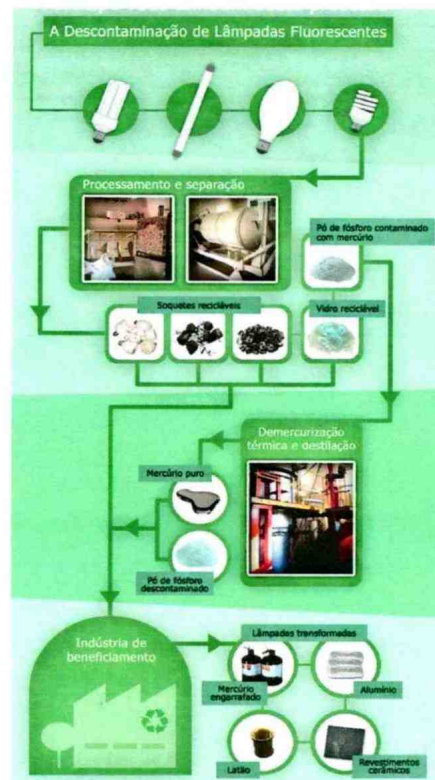 A Descontaminação de Lâmpadas Fluorescentes
Processamento e separação
Pó de fósforo contaminado
com mercúrio
Soquetes recicláveis
Vidro reciclável
Demercurização
térmica e destilação
Mercúrio puro
Pó de fósforo
descontaminado
Indústria de
beneficiamento
Lâmpadas transformadas
Mercúrio
engarrafado
Alumínio
Latão
Revestimentos
cerâmicos